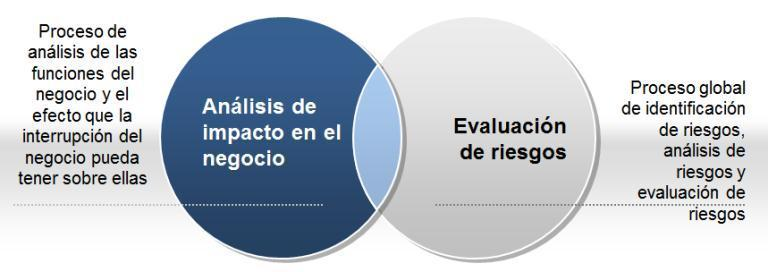 Proceso de
análisis de las
funciones del
negocio y el
efecto que la
interrupción del
negocio pueda
tener sobre ellas
Análisis de
impacto en el
negocio
Evaluación
de riesgos
Proceso global
de identificación
de riesgos,
análisis de
riesgos y
evaluación de
riesgos